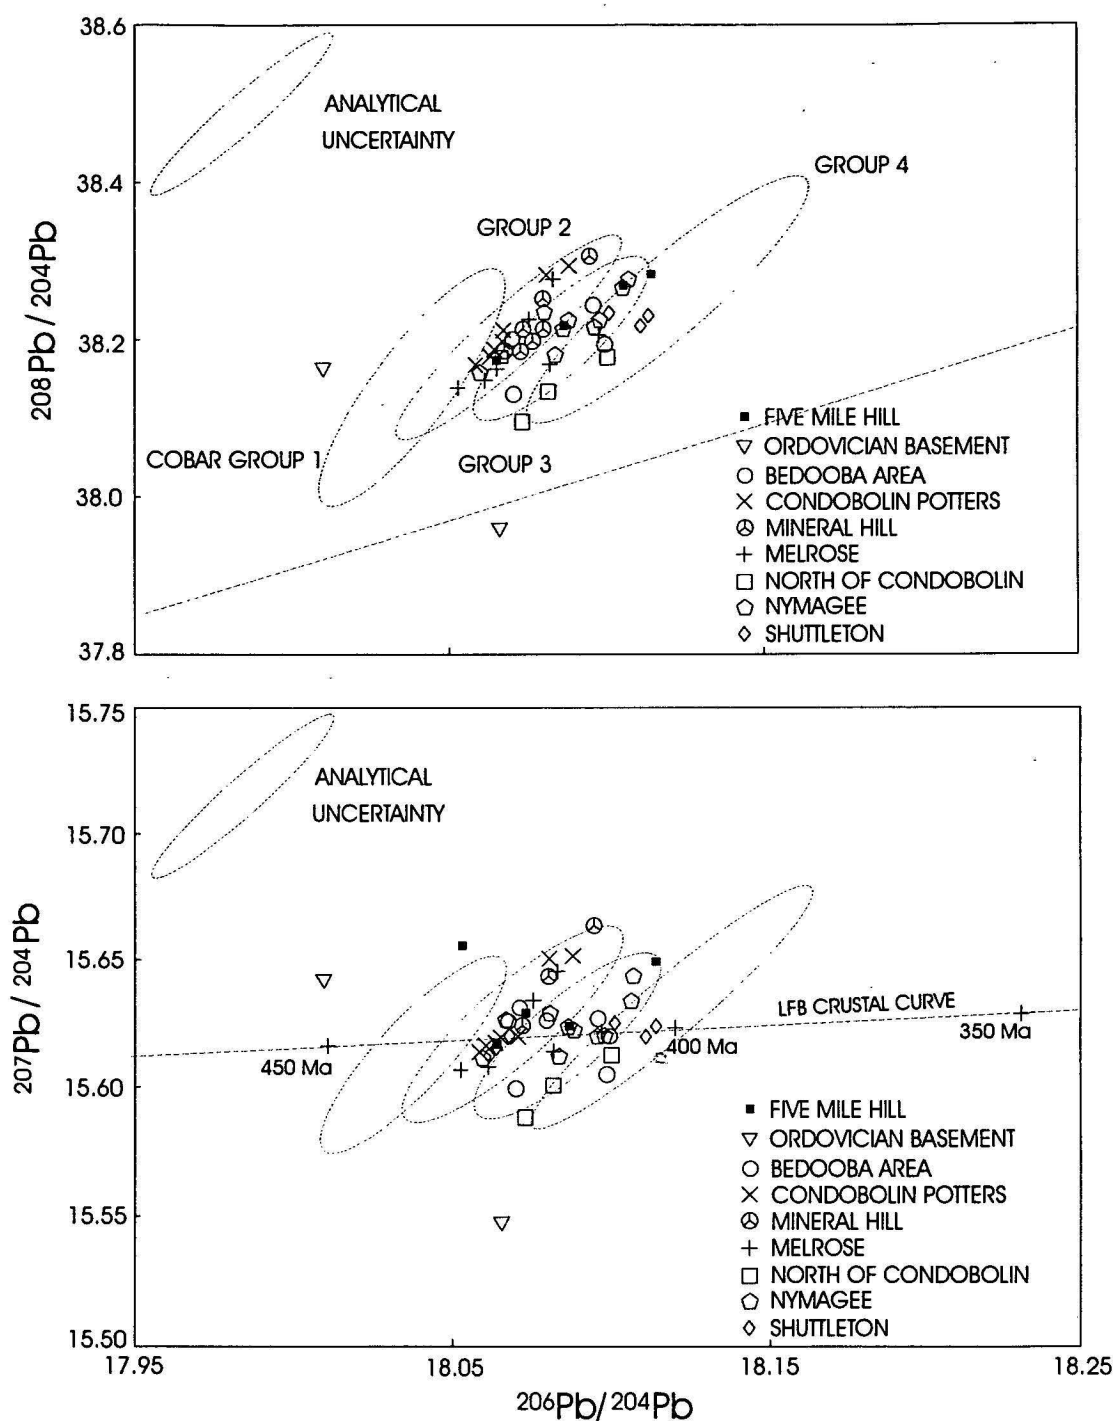 38.6
38.4
38.2
38.0
37.8
208Pb/ 204Pb
ANALYTICAL
UNCERTAINTY
GROUP 4
GROUP 2
COBAR GROUP 1
GROUP 3
FIVE MILE HILL
ORDOVICIAN BASEMENT
BEDOOBA AREA
CONDOBOLIN POTTERS
MINERAL HILL
MELROSE
NORTH OF CONDOBOLIN
NYMAGEE
SHUTTLETON
15.75
15.70
15.65
15.60
15.55
15.50
207Pb/ 204Pb
ANALYTICAL
UNCERTAINTY
LFB CRUSTAL CURVE
450 Ma
400 Ma
350 Ma
FIVE MILE HILL
ORDOVICIAN BASEMENT
BEDOOBA AREA
CONDOBOLIN POTTERS
MINERAL HILL
MELROSE
NORTH OF CONDOBOLIN
NYMAGEE
SHUTTLETON
17.95
18.05
18.15
18.25
206Pb/ 204Pb